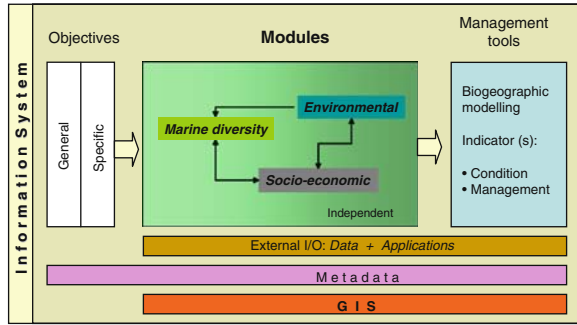 Information System
Objectives
Modules
Management
tools
General
Specific
Environmental
Marine diversity
Socio-economic
Independent
Biogeographic
modelling
Indicator (s):
• Condition
• Management
External I/O: Data + Applications
Metadata
GIS